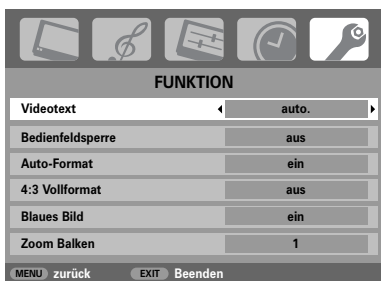 FUNKTION
Videotext auto.
Bedienfeldsperre aus
Auto-Format ein
4:3 Vollformat aus
Blaues Bild ein
Zoom Balken 1
MENU zurück EXIT Beenden